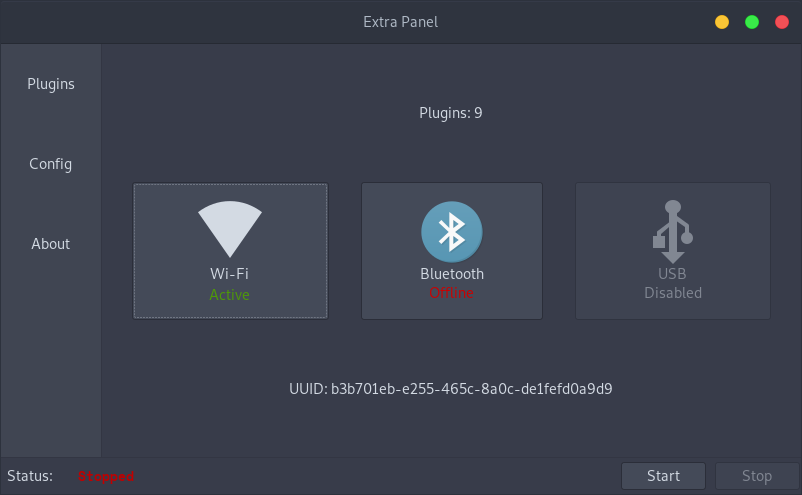 Extra Panel
Plugins
Config
About
Plugins: 9
Wi-Fi
Active
Bluetooth
Offline
USB
Disabled
UUID: b3b701eb-e255-465c-8a0c-de1fefd0a9d9
Status: Stopped
Start Stop